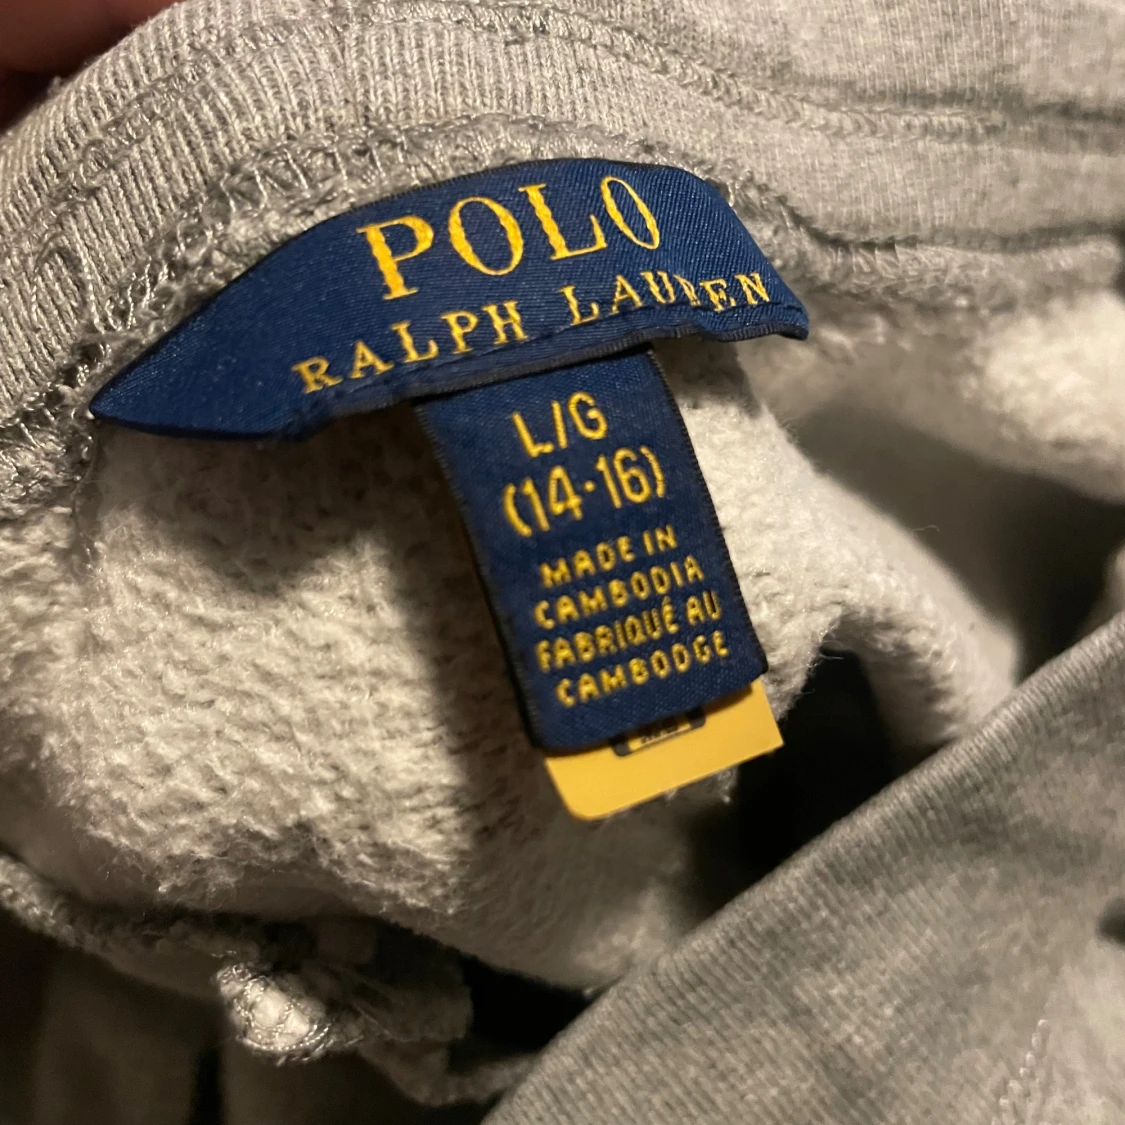 POLO
RALPH LAUREN
L/G
(14-16)
MADE IN
CAMBODIA
FABRIQUÉ AU
CAMBODGE